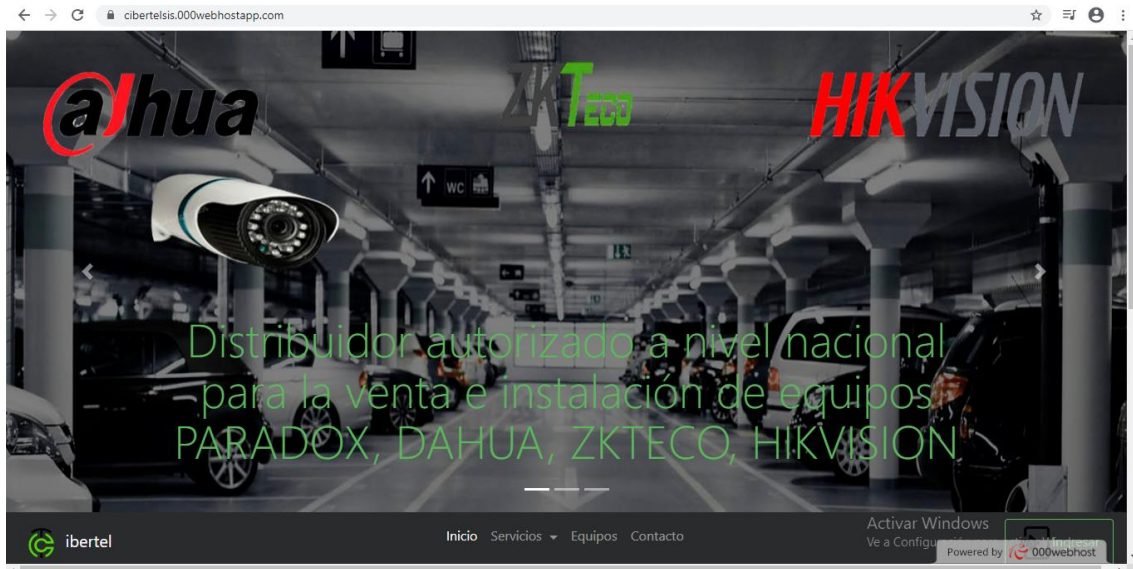 cibertelsis.000webhostapp.com
alhua
ZKTeco
HIKVISION
WC
Distribuidor autorizado a nivel nacional
para la venta e instalación de equipos
PARADOX, DAHUA, ZKTECO, HIKVISION
ibertel
Inicio Servicios Equipos Contacto
Activar Windows
Ve a Configuración
Ingresar
Powered by 000webhost